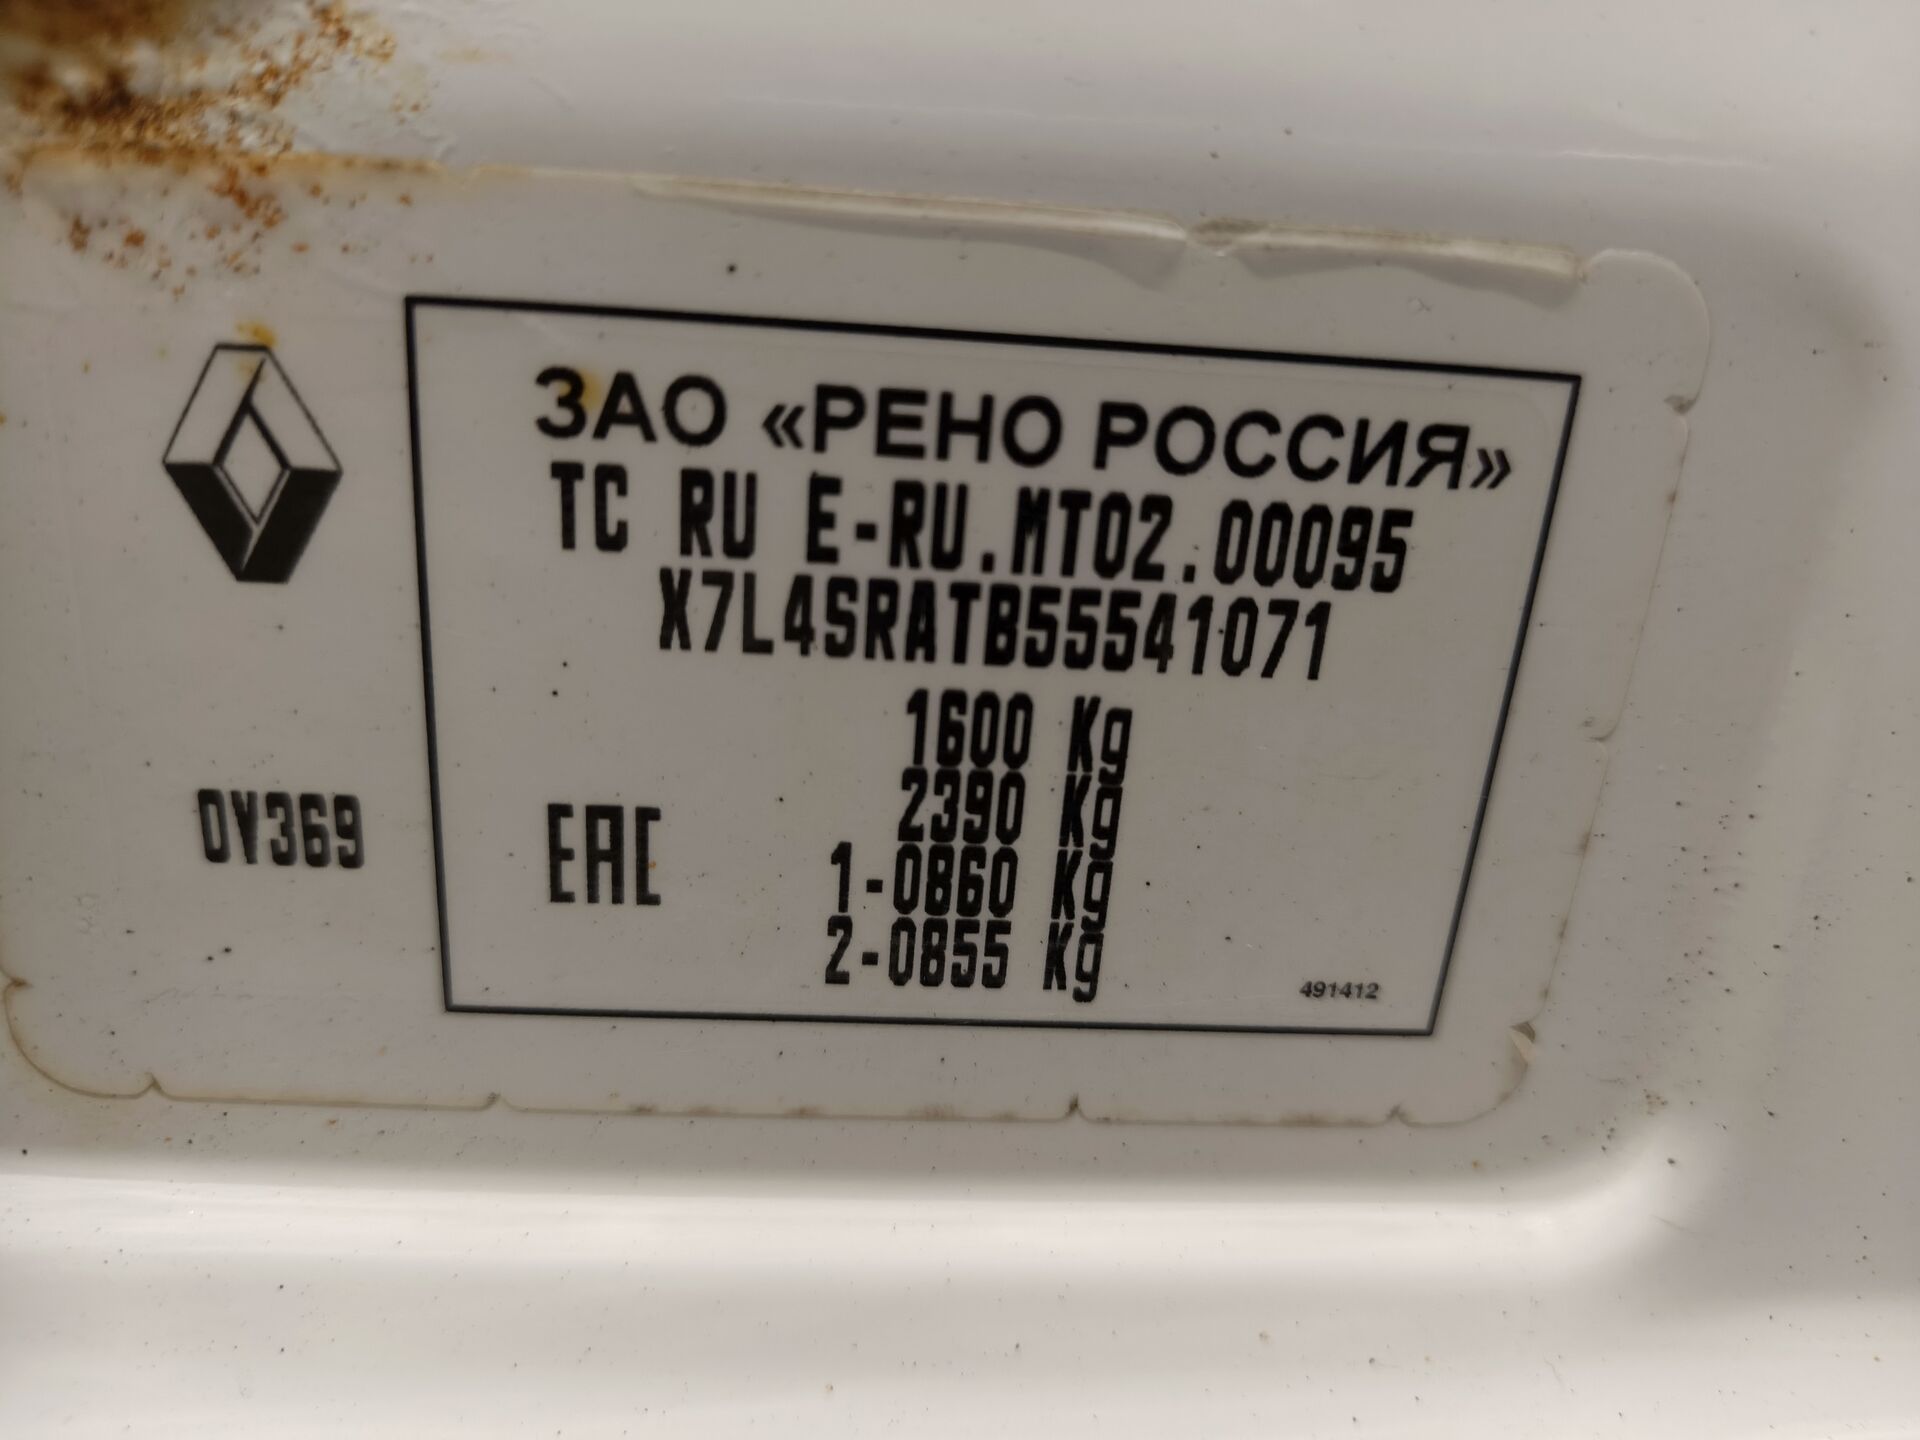 ЗАО «РЕНО РОССИЯ»
TC RU E-RU.MT02.00095
X7L4SRATB55541071
1600 Kg
2390 Kg
1-0860 Kg
2-0855 Kg
0V369
EAC
491412